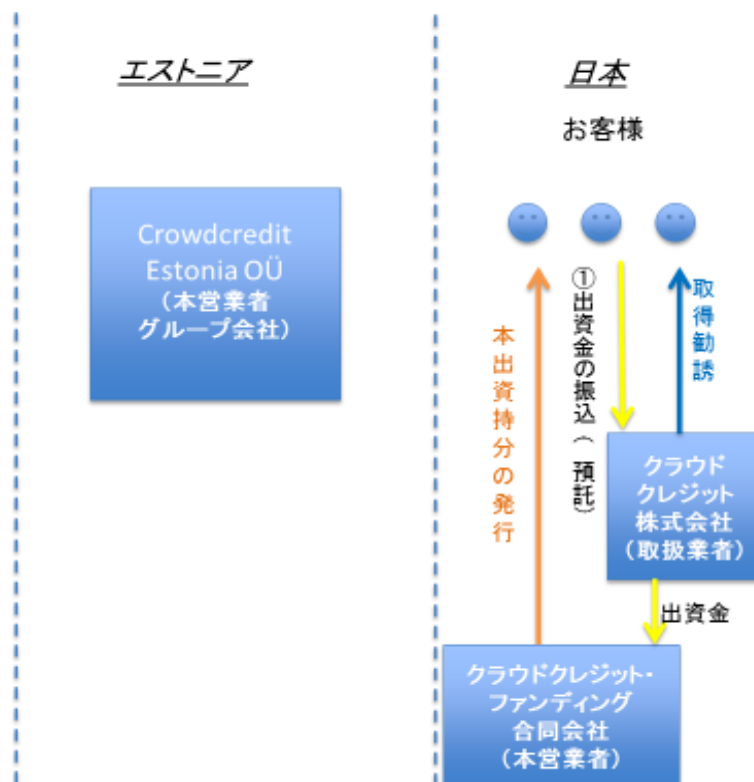 エストニア
日本
お客様
Crowdcredit
Estonia OÜ
(本営業者
グループ会社)
本出資持分の発行
①出資金の振込(預託)
取得勧誘
クラウド
クレジット
株式会社
(取扱業者)
出資金
クラウドクレジット・
ファンディング
合同会社
(本営業者)